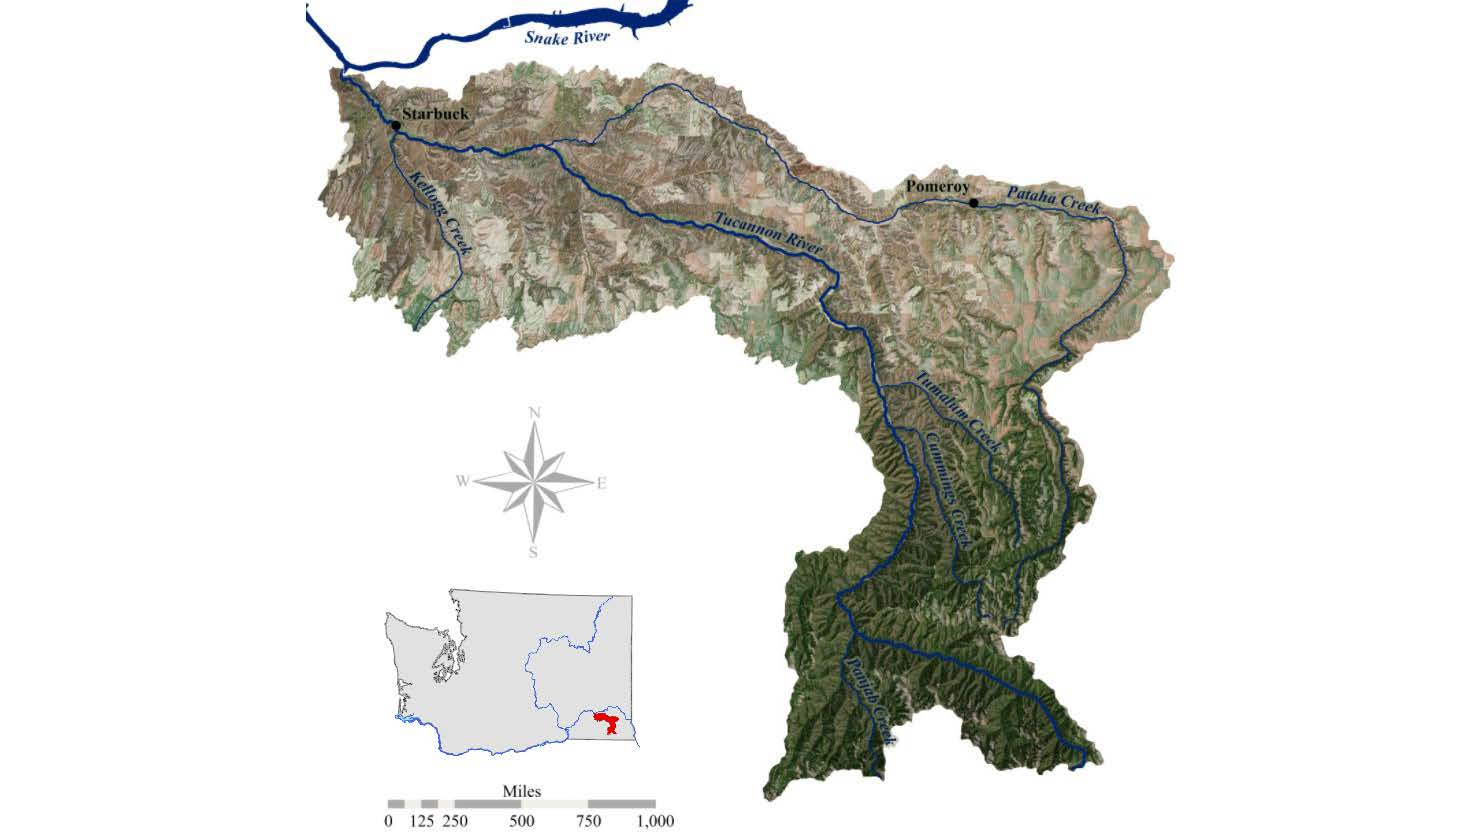 Snake River
Starbuck
Kellogg Creek
Pomeroy
Pataha Creek
Tucannon River
Tumalum Creek
Cummings Creek
N
W E
S
Panjab Creek
Miles
0 125 250 500 750 1,000